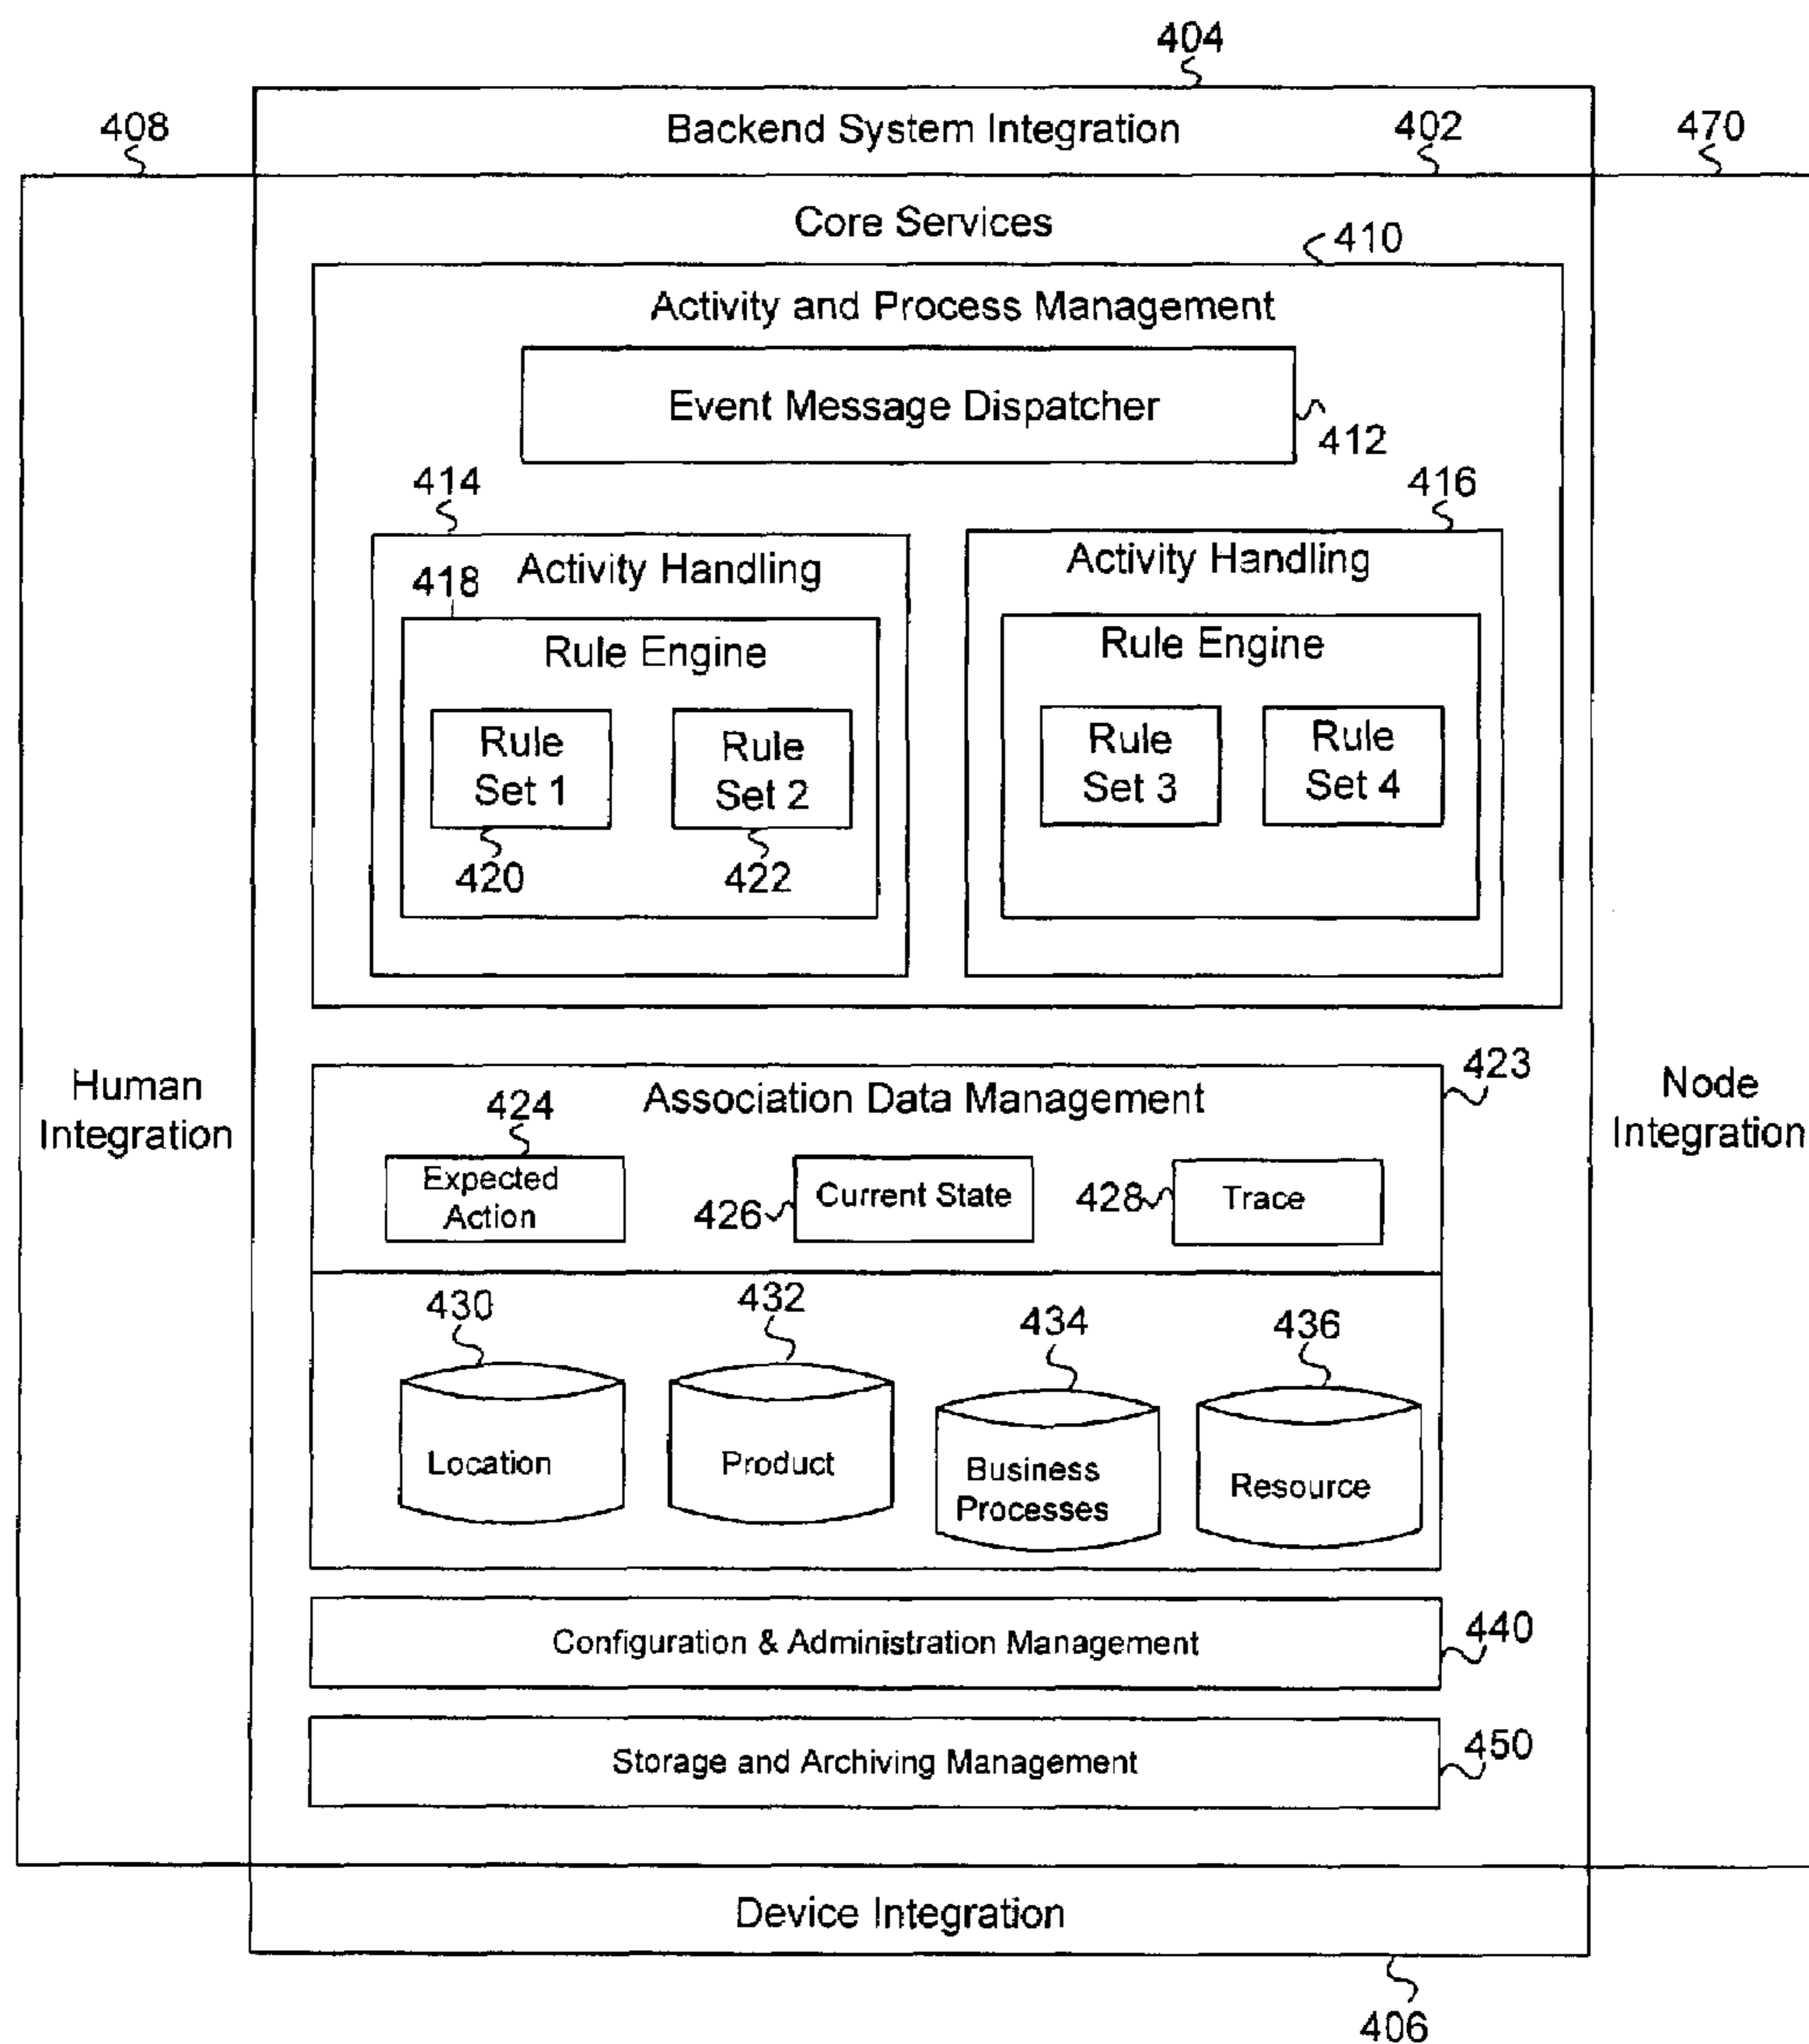 404
408
Backend System Integration
402
470
Core Services
410
Activity and Process Management
Event Message Dispatcher
412
414
416
418
Activity Handling
Activity Handling
Rule Engine
Rule Engine
Rule
Set 1
Rule
Set 2
Rule
Set 3
Rule
Set 4
420
422
Human
Integration
423
424
Association Data Management
Node
Integration
Expected
Action
426
Current State
428
Trace
430
432
434
436
Location
Product
Business
Processes
Resource
Configuration & Administration Management
440
Storage and Archiving Management
450
Device Integration
406